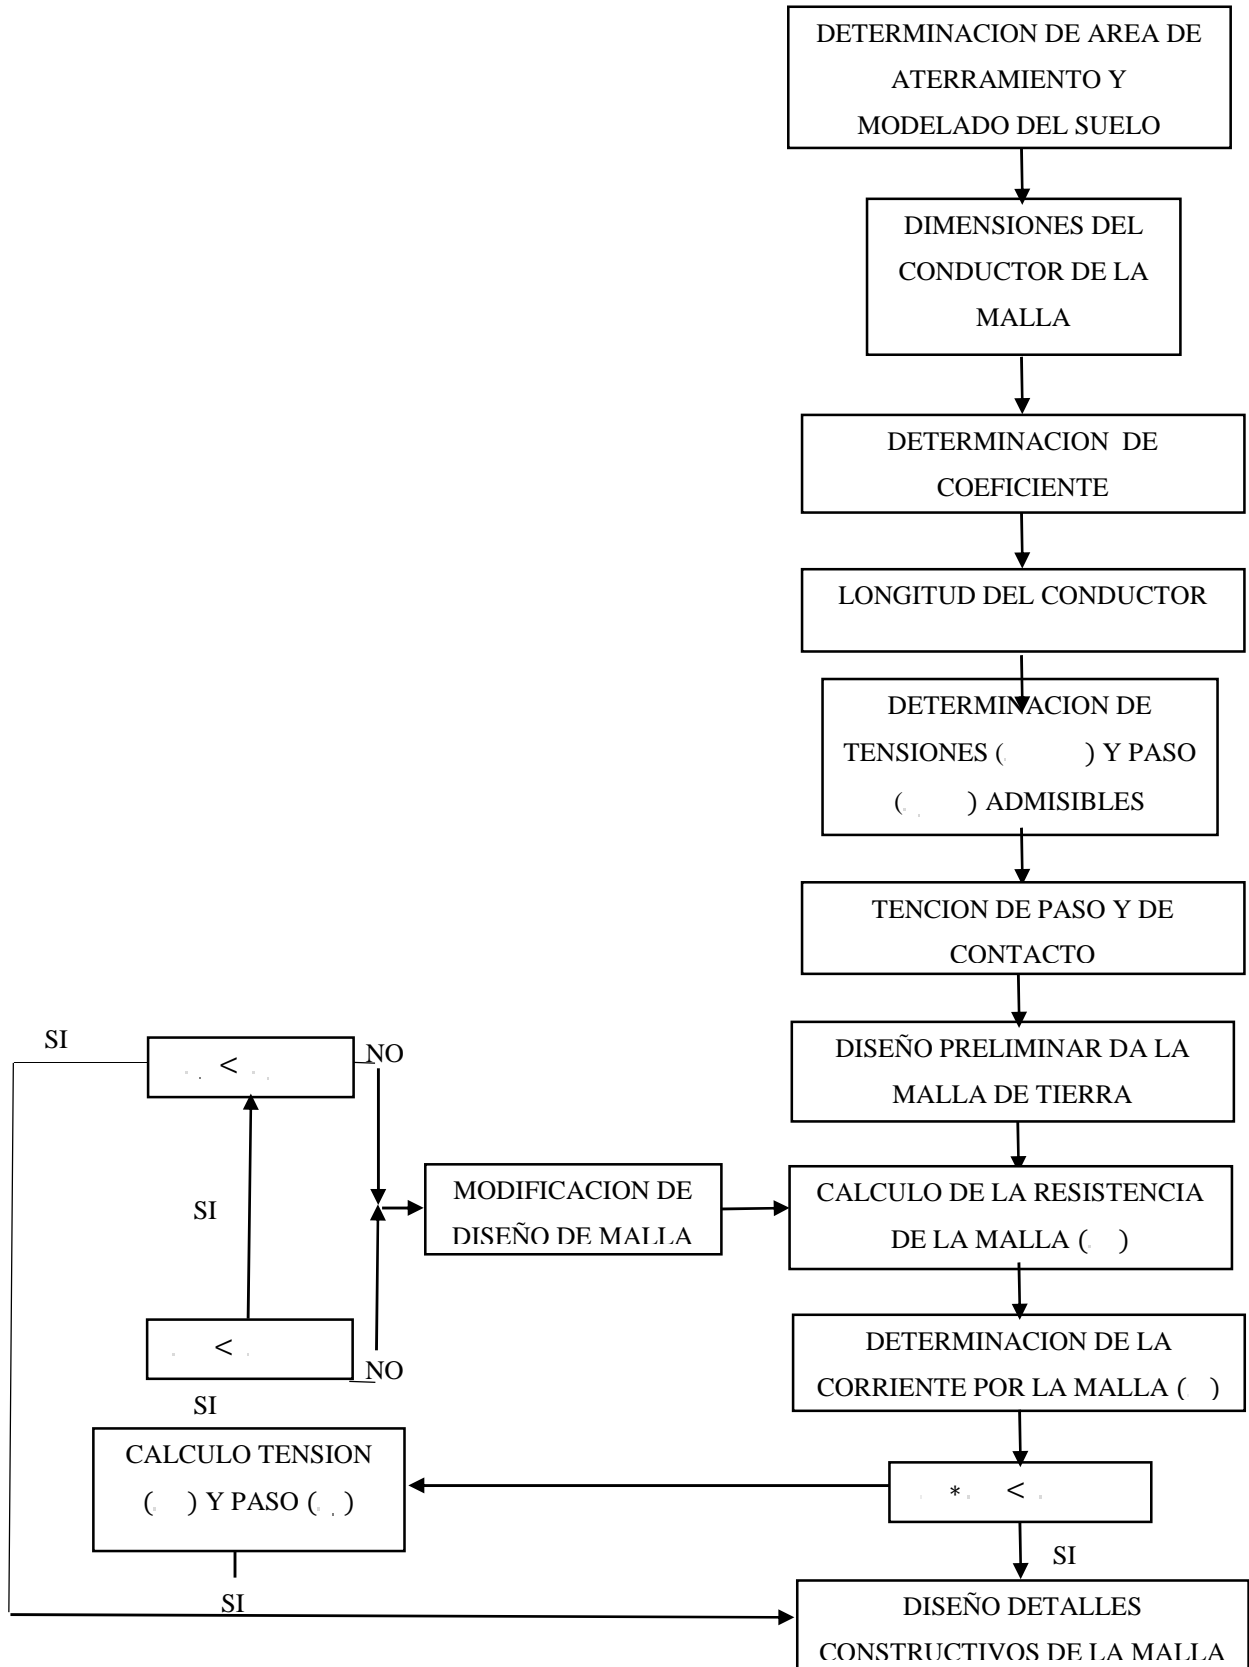 DETERMINACION DE AREA DE
ATERRAMIENTO Y
MODELADO DEL SUELO
DIMENSIONES DEL
CONDUCTOR DE LA
MALLA
DETERMINACION DE
COEFICIENTE
LONGITUD DEL CONDUCTOR
DETERMINACION DE
TENSIONES ( ) Y PASO
( ) ADMISIBLES
TENCION DE PASO Y DE
CONTACTO
DISEÑO PRELIMINAR DA LA
MALLA DE TIERRA
CALCULO DE LA RESISTENCIA
DE LA MALLA ( )
DETERMINACION DE LA
CORRIENTE POR LA MALLA ( )
* <
SI
DISEÑO DETALLES
CONSTRUCTIVOS DE LA MALLA
SI
<
NO
SI
MODIFICACION DE
DISEÑO DE MALLA
<
NO
SI
CALCULO TENSION
( ) Y PASO ( )
SI